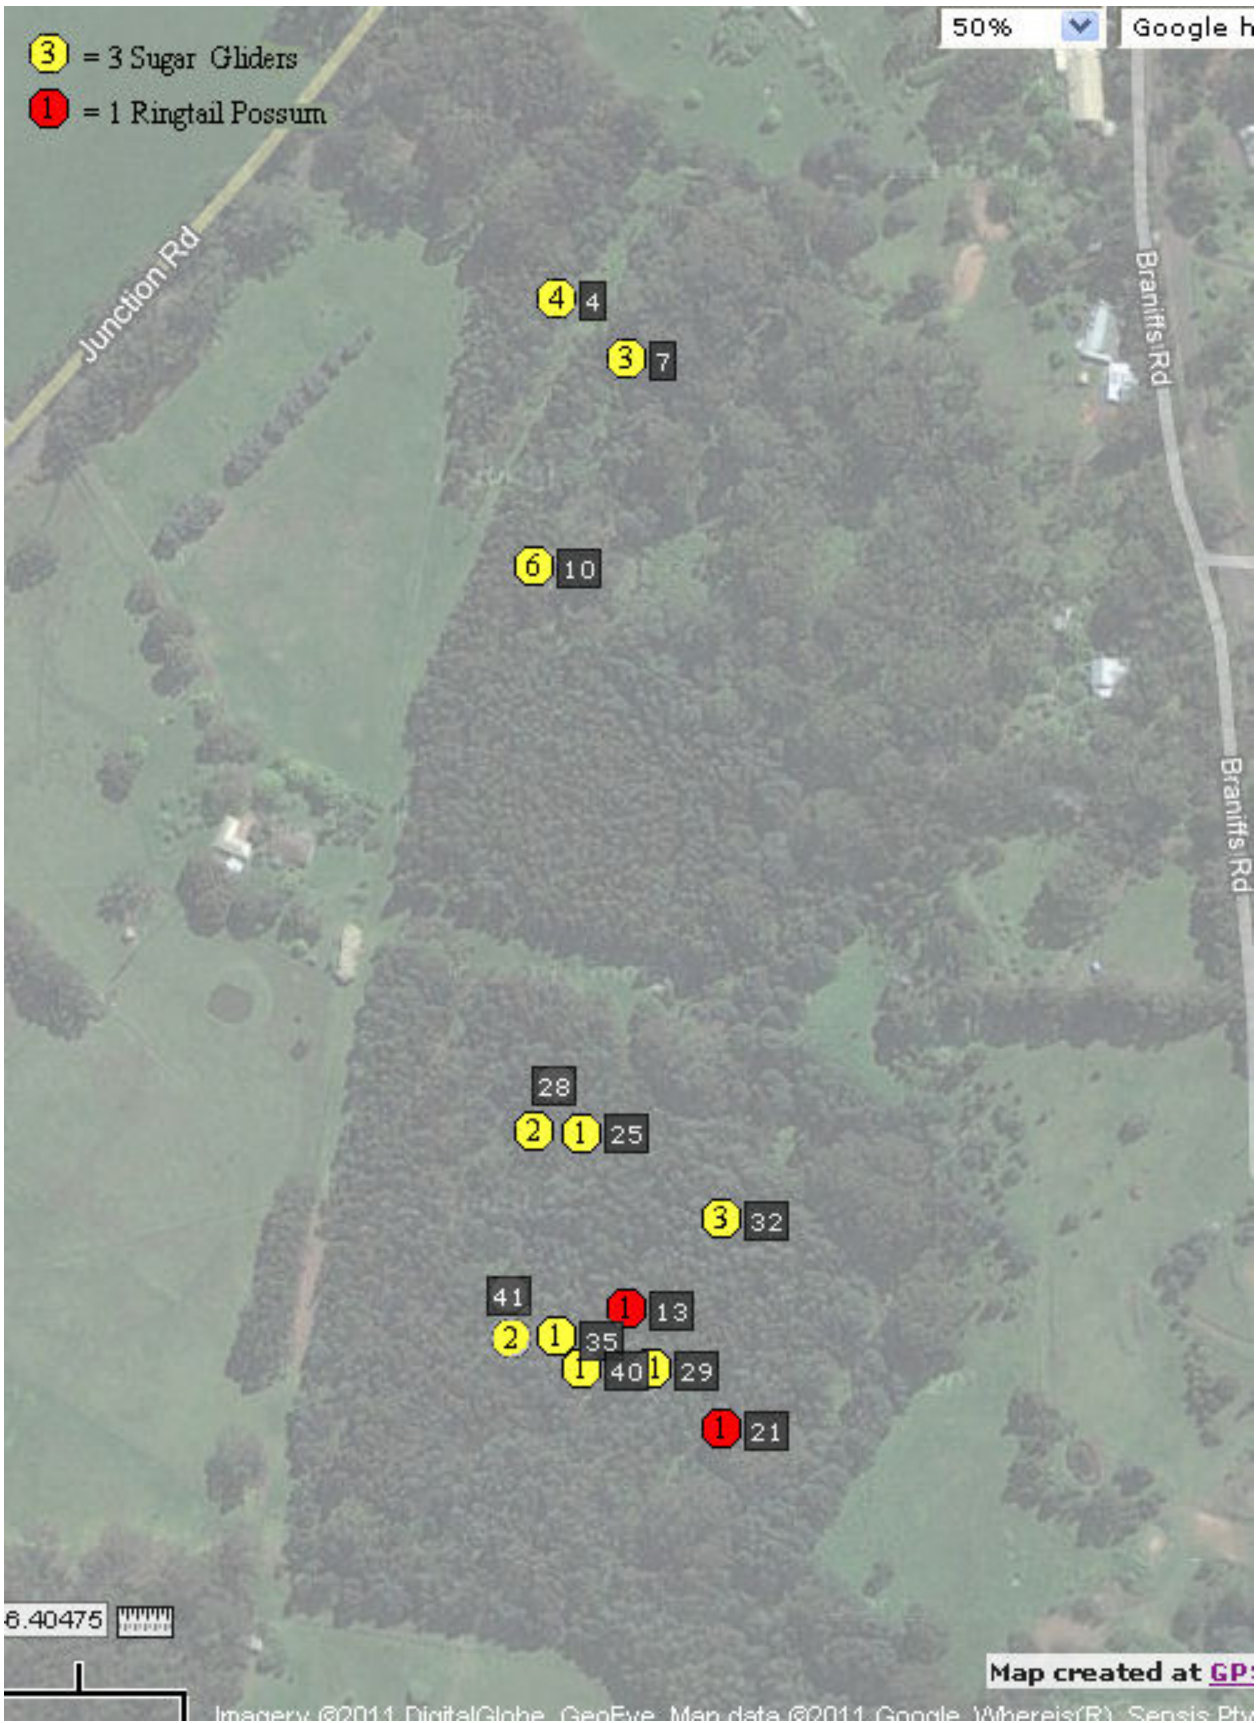 50%
Google h
3 = 3 Sugar Gliders
1 = 1 Ringtail Possum
Junction Rd
Braniffs Rd
4 4
3 7
6 10
Braniffs Rd
28
2 1 25
3 32
41
1 13
2 1 35
1 40 1 29
1 21
6.40475
Map created at GPS
Imagery ©2011 DigitalGlobe, GeoEye, Map data ©2011 Google, Whereis(R), Sensis Pty